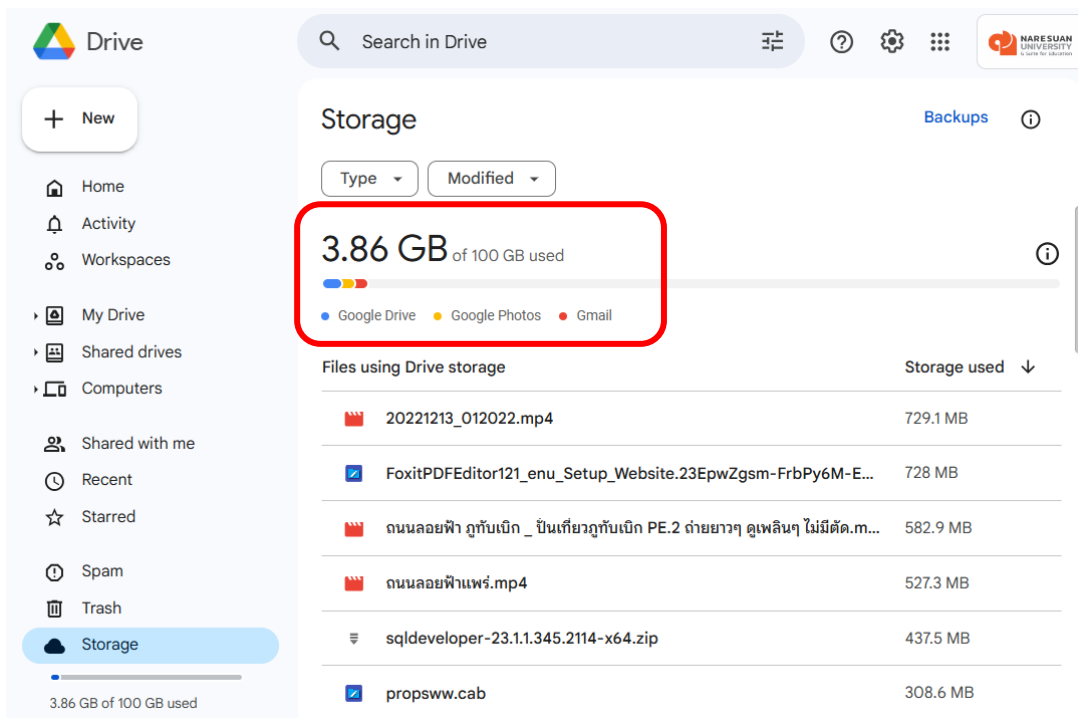 Drive
Search in Drive
NARESUAN
UNIVERSITY
New
Storage
Backups
Type
Modified
Home
Activity
Workspaces
My Drive
Shared drives
Computers
Shared with me
Recent
Starred
Spam
Trash
Storage
3.86 GB of 100 GB used
3.86 GB of 100 GB used
Google Drive Google Photos Gmail
Files using Drive storage Storage used
20221213_012022.mp4 729.1 MB
FoxitPDFEditor121_enu_Setup_Website.23EpwZgsm-FrbPy6M-E... 728 MB
ถนนลอยฟ้า ภูทับเบิก _ ปั่นเที่ยวภูทับเบิก PE.2 ถ่ายยาวๆ ดูเพลินๆ ไม่มีตัด.m... 582.9 MB
ถนนลอยฟ้าแพร่.mp4 527.3 MB
sqldeveloper-23.1.1.345.2114-x64.zip 437.5 MB
propsww.cab 308.6 MB